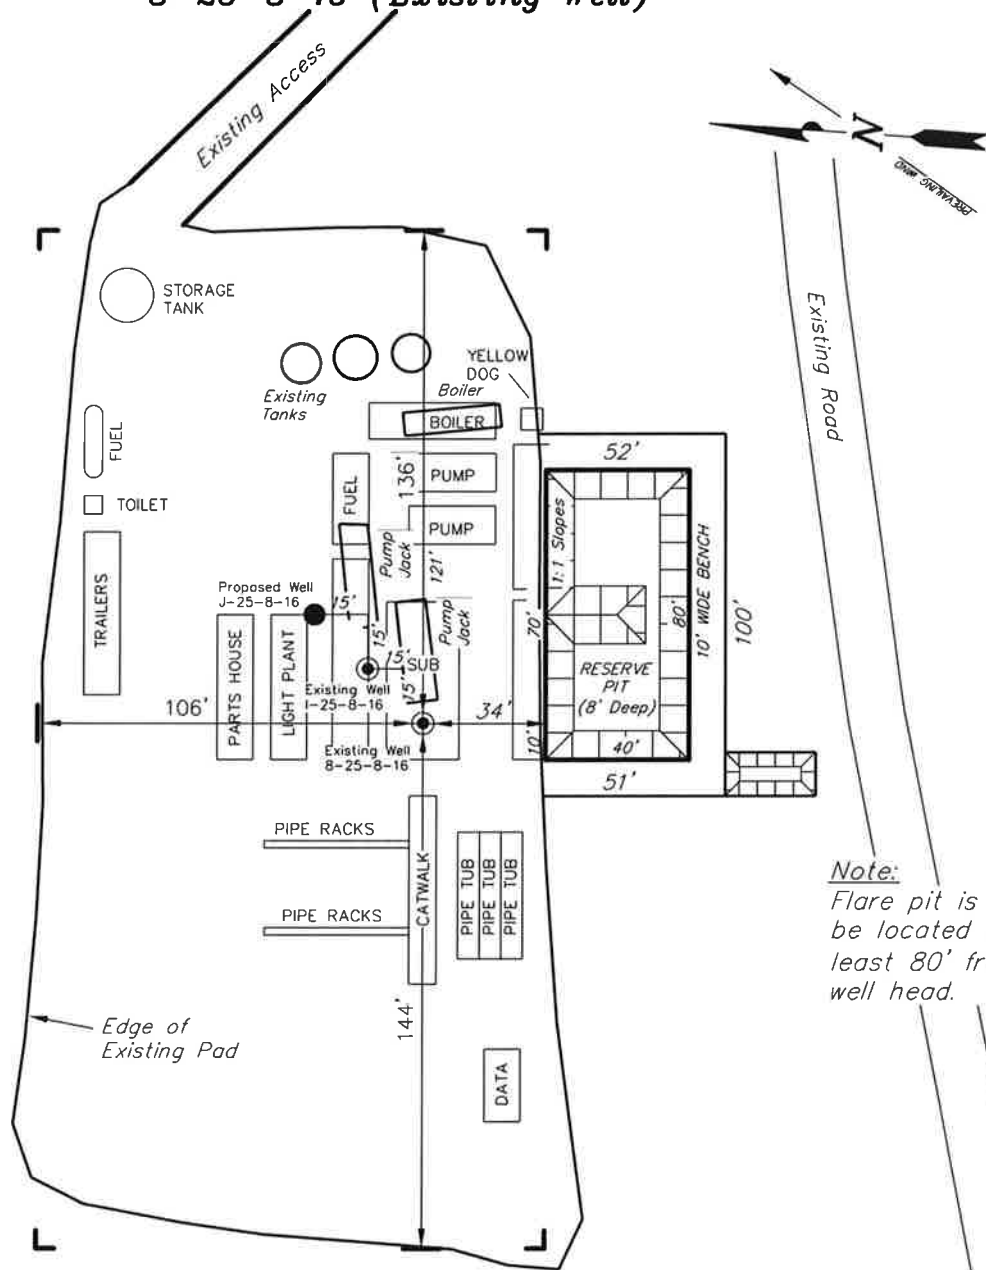 (Existing Well)
Existing Access
N
PREVAILING WIND
STORAGE
TANK
Existing
Tanks
YELLOW
DOG
Boiler
BOILER
FUEL
TOILET
FUEL
136'
PUMP
PUMP
52'
Existing Road
1:1 Slopes
TRAILERS
Pump
Jack
121'
Proposed Well
J-25-8-16
15'
15'
15'
15'
SUB
Pump
Jack
70'
80'
10' WIDE BENCH
100'
PARTS HOUSE
LIGHT PLANT
Existing Well
I-25-8-16
RESERVE
PIT
(8' Deep)
106'
34'
10'
40'
Existing Well
8-25-8-16
51'
PIPE RACKS
CATWALK
PIPE TUB
PIPE TUB
PIPE TUB
PIPE RACKS
Note:
Flare pit is
be located
least 80'
well head.
144'
Edge of
Existing Pad
DATA